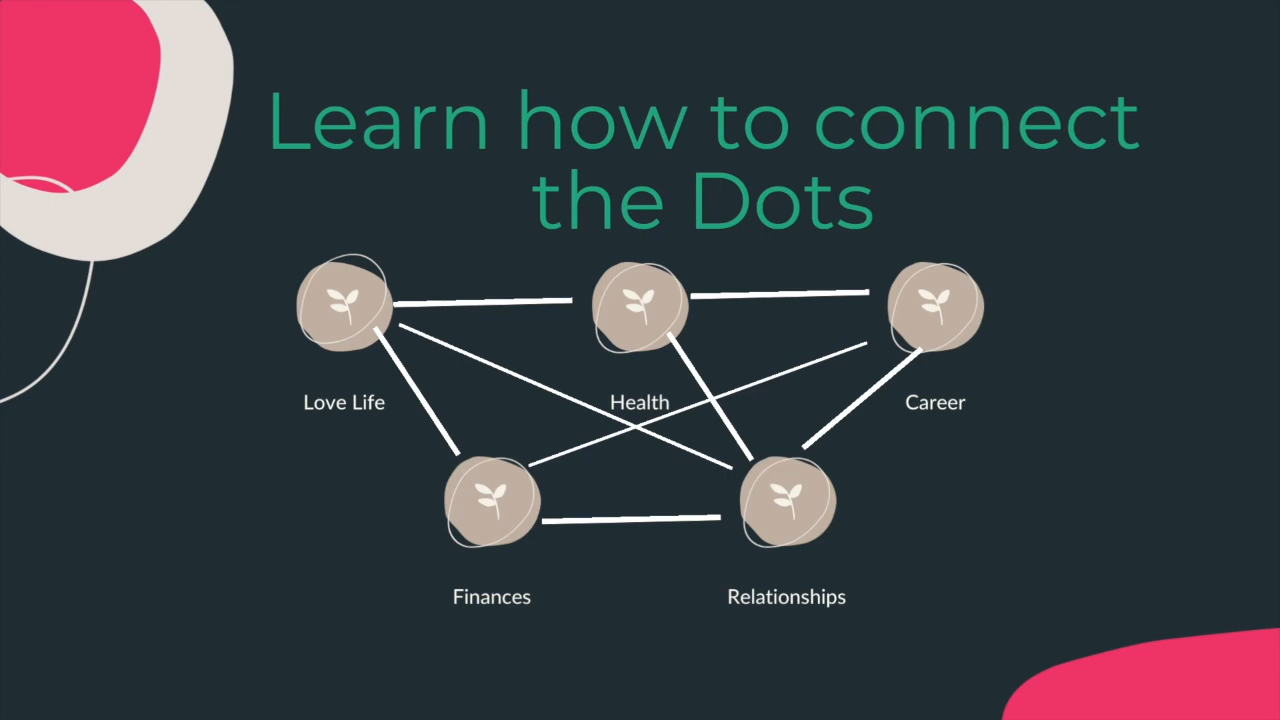 Learn how to connect
the Dots
Love Life
Health
Career
Finances
Relationships